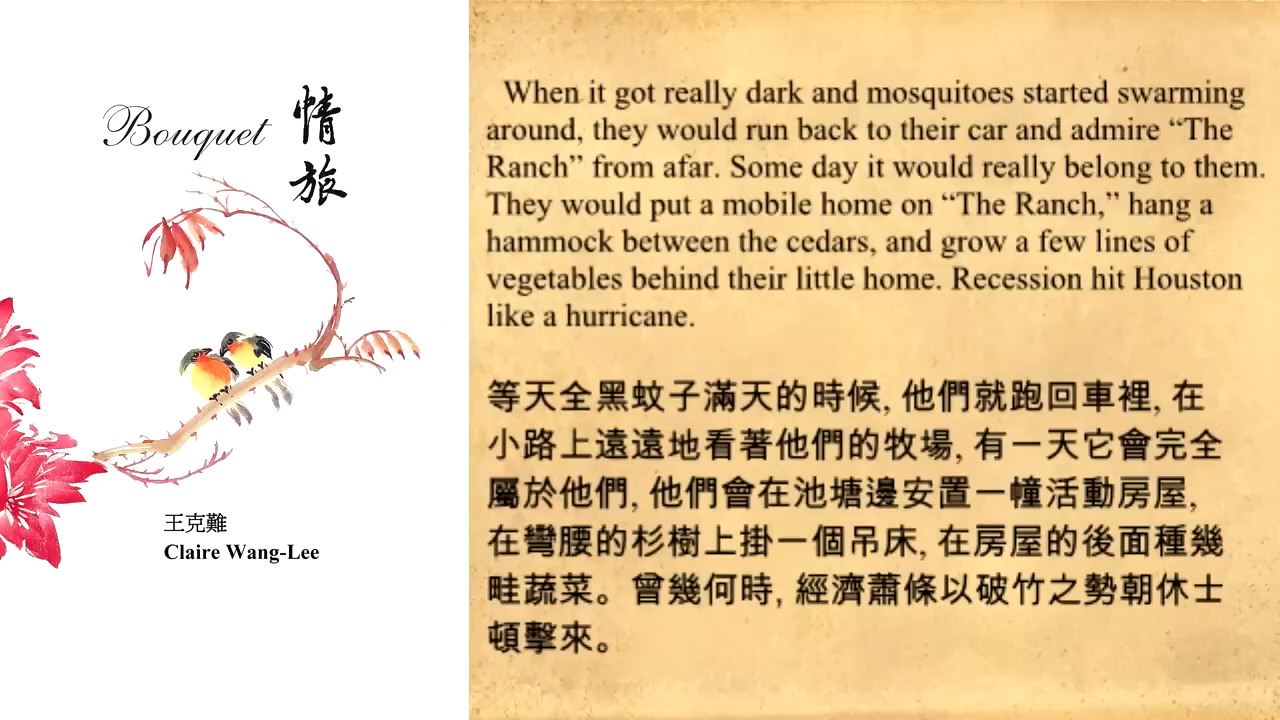 Bouquet
情旅
王克難
Claire Wang-Lee
When it got really dark and mosquitoes started swarming
around, they would run back to their car and admire “The
Ranch” from afar. Some day it would really belong to them.
They would put a mobile home on “The Ranch,” hang a
hammock between the cedars, and grow a few lines of
vegetables behind their little home. Recession hit Houston
like a hurricane.
等天全黑蚊子滿天的時候, 他們就跑回車裡, 在
小路上遠遠地看著他們的牧場, 有一天它會完全
屬於他們, 他們會在池塘邊安置一幢活動房屋,
在彎腰的杉樹上掛一個吊床, 在房屋的後面種幾
畦蔬菜。曾幾何時, 經濟蕭條以破竹之勢朝休士
頓擊來。